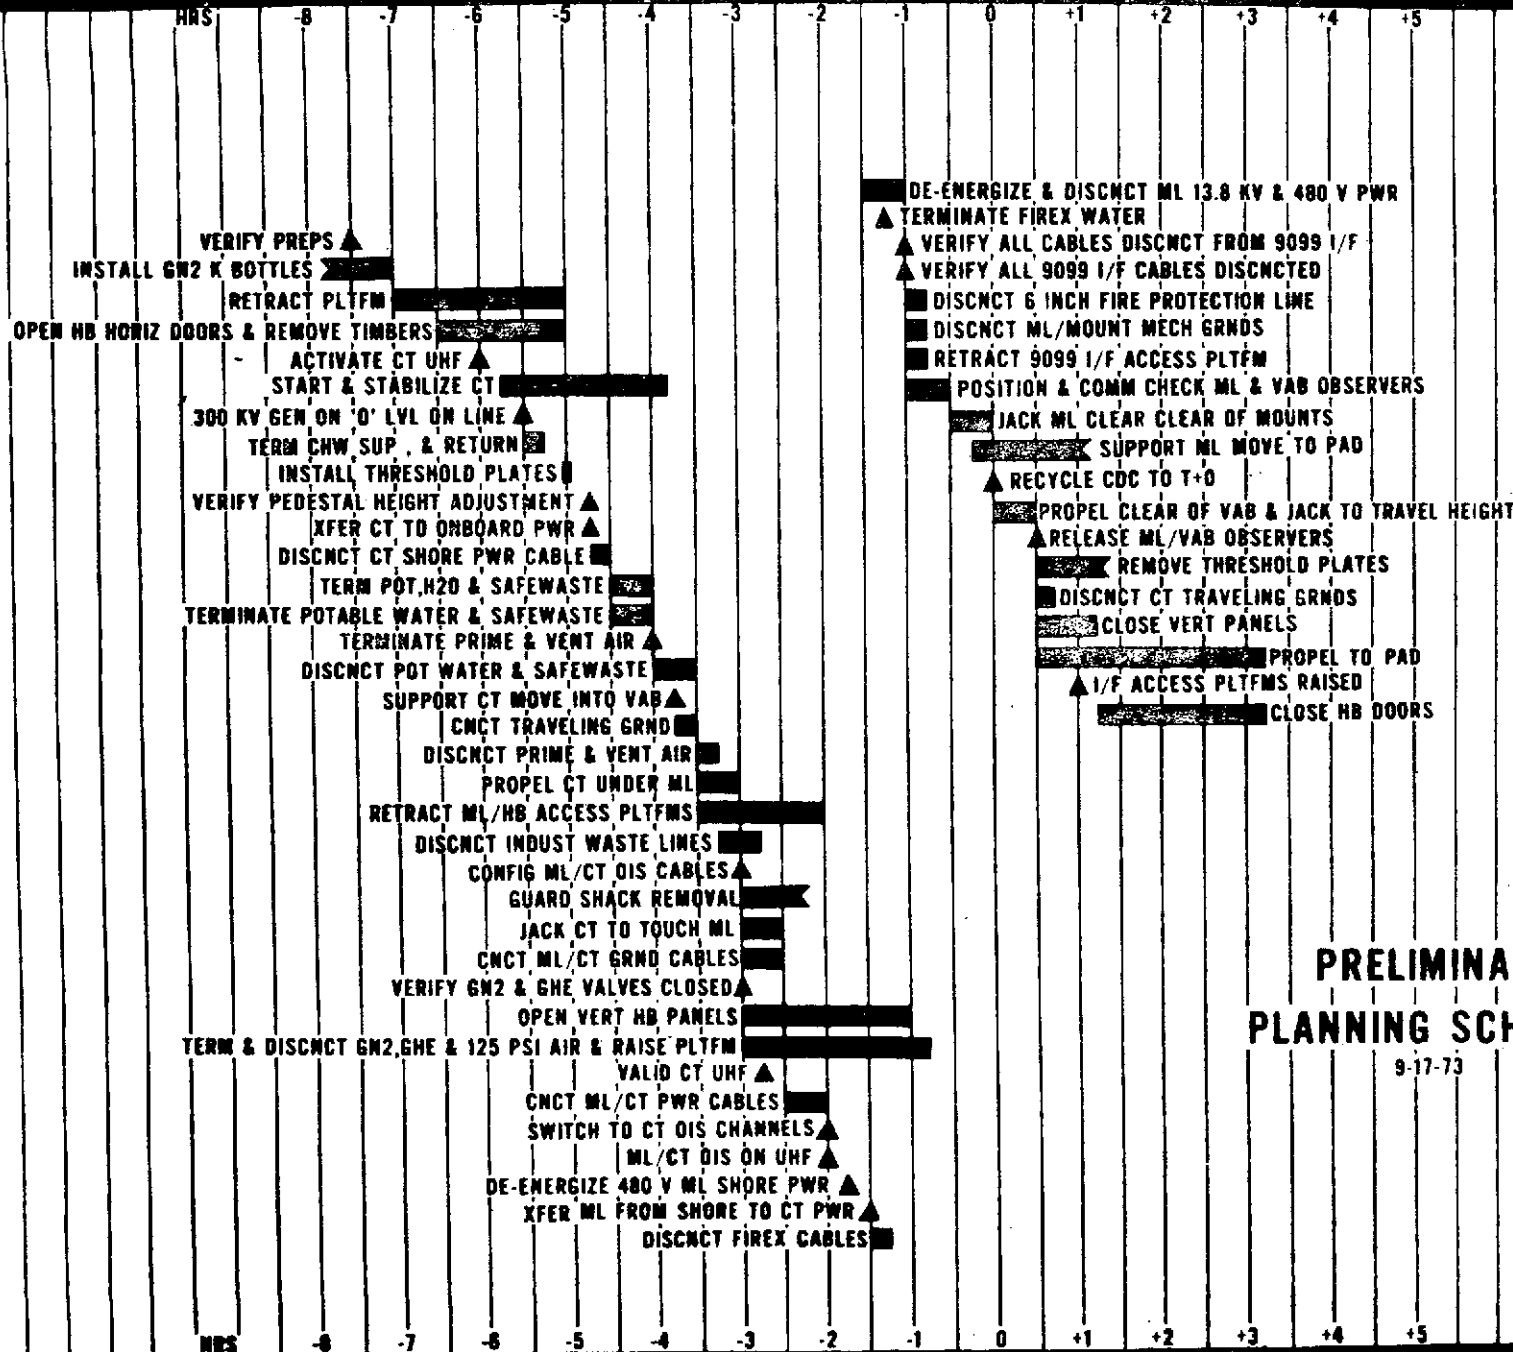 HRS -8 -7 -6 -5 -4 -3 -2 -1 0 +1 +2 +3 +4 +5
VERIFY PREPS
INSTALL GN2 K BOTTLES
RETRACT PLTFM
OPEN HB HORIZ DOORS & REMOVE TIMBERS
ACTIVATE CT UHF
START & STABILIZE CT
300 KV GEN ON '0' LVL ON LINE
TERM CHW SUP , & RETURN
INSTALL THRESHOLD PLATES
VERIFY PEDESTAL HEIGHT ADJUSTMENT
XFER CT TO ONBOARD PWR
DISCNCT CT SHORE PWR CABLE
TERM POT,H20 & SAFEWASTE
TERMINATE POTABLE WATER & SAFEWASTE
TERMINATE PRIME & VENT AIR
DISCNCT POT WATER & SAFEWASTE
SUPPORT CT MOVE INTO VAB
CNCT TRAVELING GRND
DISCNCT PRIME & VENT AIR
PROPEL CT UNDER ML
RETRACT ML/HB ACCESS PLTFMS
DISCNCT INDUST WASTE LINES
CONFIG ML/CT OIS CABLES
GUARD SHACK REMOVAL
JACK CT TO TOUCH ML
CNCT ML/CT GRND CABLES
VERIFY GN2 & GHE VALVES CLOSED
OPEN VERT HB PANELS
TERM & DISCNCT GN2,GHE & 125 PSI AIR & RAISE PLTFM
VALID CT UHF
CNCT ML/CT PWR CABLES
SWITCH TO CT OIS CHANNELS
ML/CT OIS ON UHF
DE-ENERGIZE 480 V ML SHORE PWR
XFER ML FROM SHORE TO CT PWR
DISCNCT FIREX CABLES
DE-ENERGIZE & DISCNCT ML 13.8 KV & 480 V PWR
TERMINATE FIREX WATER
VERIFY ALL CABLES DISCNCT FROM 9099 I/F
VERIFY ALL 9099 I/F CABLES DISCNCTED
DISCNCT 6 INCH FIRE PROTECTION LINE
DISCNCT ML/MOUNT MECH GRNDS
RETRACT 9099 I/F ACCESS PLTFM
POSITION & COMM CHECK ML & VAB OBSERVERS
JACK ML CLEAR CLEAR OF MOUNTS
SUPPORT ML MOVE TO PAD
RECYCLE CDC TO T+0
PROPEL CLEAR OF VAB & JACK TO TRAVEL HEIGHT
RELEASE ML/VAB OBSERVERS
REMOVE THRESHOLD PLATES
DISCNCT CT TRAVELING GRNDS
CLOSE VERT PANELS
PROPEL TO PAD
I/F ACCESS PLTFMS RAISED
CLOSE HB DOORS
PRELIMINA
PLANNING SCH
9-17-73
HRS -8 -7 -6 -5 -4 -3 -2 -1 0 +1 +2 +3 +4 +5